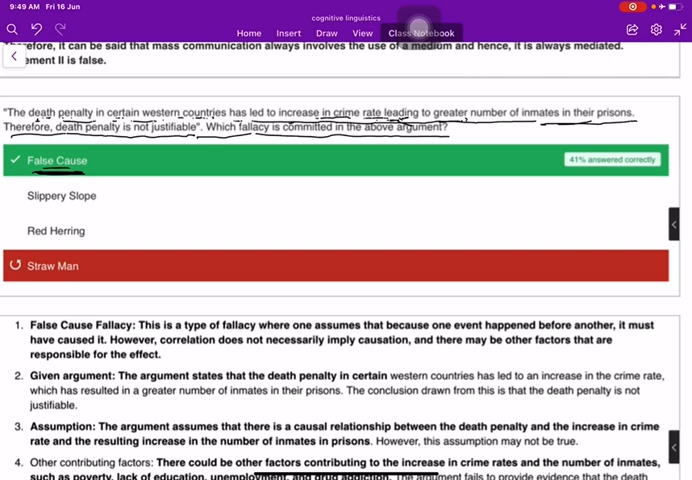 9:49 AM Fri 16 Jun
cognitive linguistics
Home Insert Draw View Class Notebook
efore, it can be said that mass communication always involves the use of a medium and hence, it is always mediated.
ement II is false.
"The death penalty in certain western countries has led to increase in crime rate leading to greater number of inmates in their prisons.
Therefore, death penalty is not justifiable". Which fallacy is committed in the above argument?
False Cause
41% answered correctly
Slippery Slope
Red Herring
Straw Man
1. False Cause Fallacy: This is a type of fallacy where one assumes that because one event happened before another, it must
have caused it. However, correlation does not necessarily imply causation, and there may be other factors that are
responsible for the effect.
2. Given argument: The argument states that the death penalty in certain western countries has led to an increase in the crime rate,
which has resulted in a greater number of inmates in their prisons. The conclusion drawn from this is that the death penalty is not
justifiable.
3. Assumption: The argument assumes that there is a causal relationship between the death penalty and the increase in crime
rate and the resulting increase in the number of inmates in prisons. However, this assumption may not be true.
4. Other contributing factors: There could be other factors contributing to the increase in crime rates and the number of inmates,
such as poverty, lack of education, unemployment, and drug addiction. The argument fails to provide evidence that the death